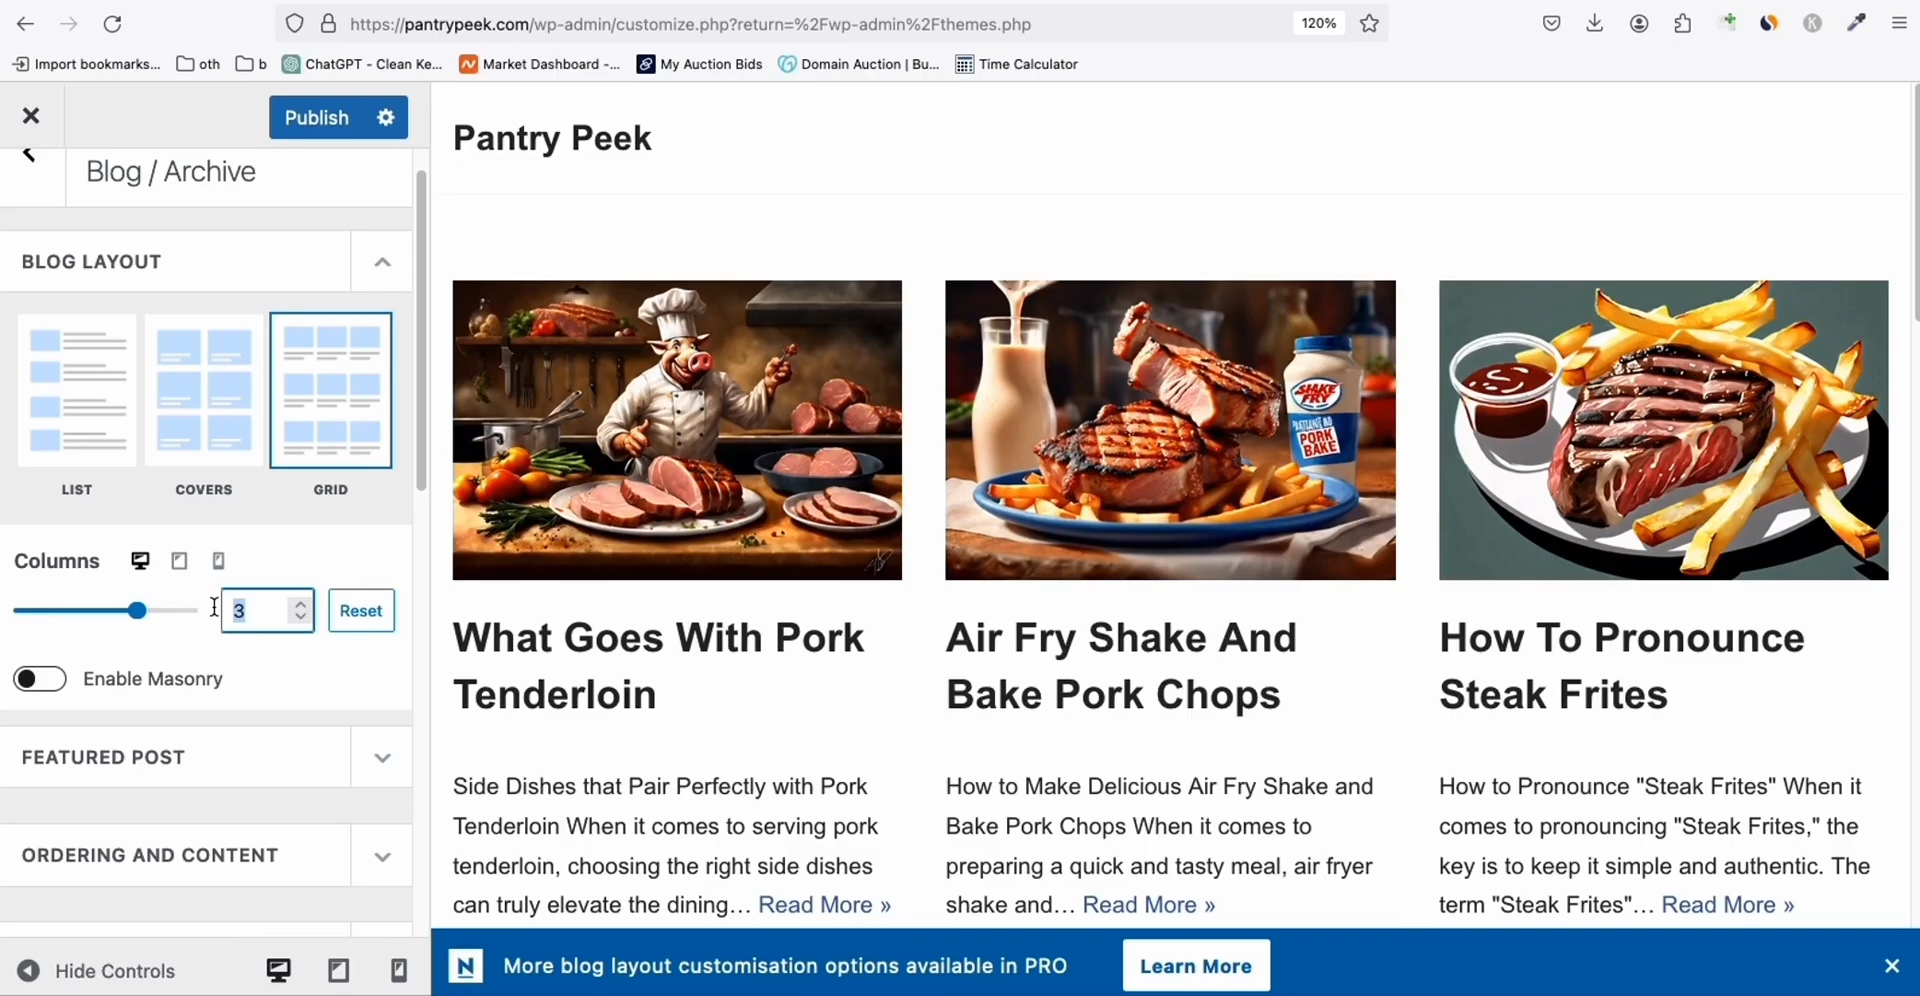 https://pantrypeek.com/wp-admin/customize.php?return=%2Fwp-admin%2Fthemes.php
120%
K
Import bookmarks...
oth
b
ChatGPT - Clean Ke...
Market Dashboard -...
My Auction Bids
Domain Auction | Bu...
Time Calculator
Publish
Blog / Archive
BLOG LAYOUT
LIST
COVERS
GRID
Columns
3
Reset
Enable Masonry
FEATURED POST
ORDERING AND CONTENT
Hide Controls
Pantry Peek
PORK
BAKE
What Goes With Pork
Tenderloin
Side Dishes that Pair Perfectly with Pork
Tenderloin When it comes to serving pork
tenderloin, choosing the right side dishes
can truly elevate the dining… Read More »
Air Fry Shake And
Bake Pork Chops
How to Make Delicious Air Fry Shake and
Bake Pork Chops When it comes to
preparing a quick and tasty meal, air fryer
shake and… Read More »
How To Pronounce
Steak Frites
How to Pronounce "Steak Frites" When it
comes to pronouncing "Steak Frites," the
key is to keep it simple and authentic. The
term "Steak Frites"… Read More »
N
More blog layout customisation options available in PRO
Learn More